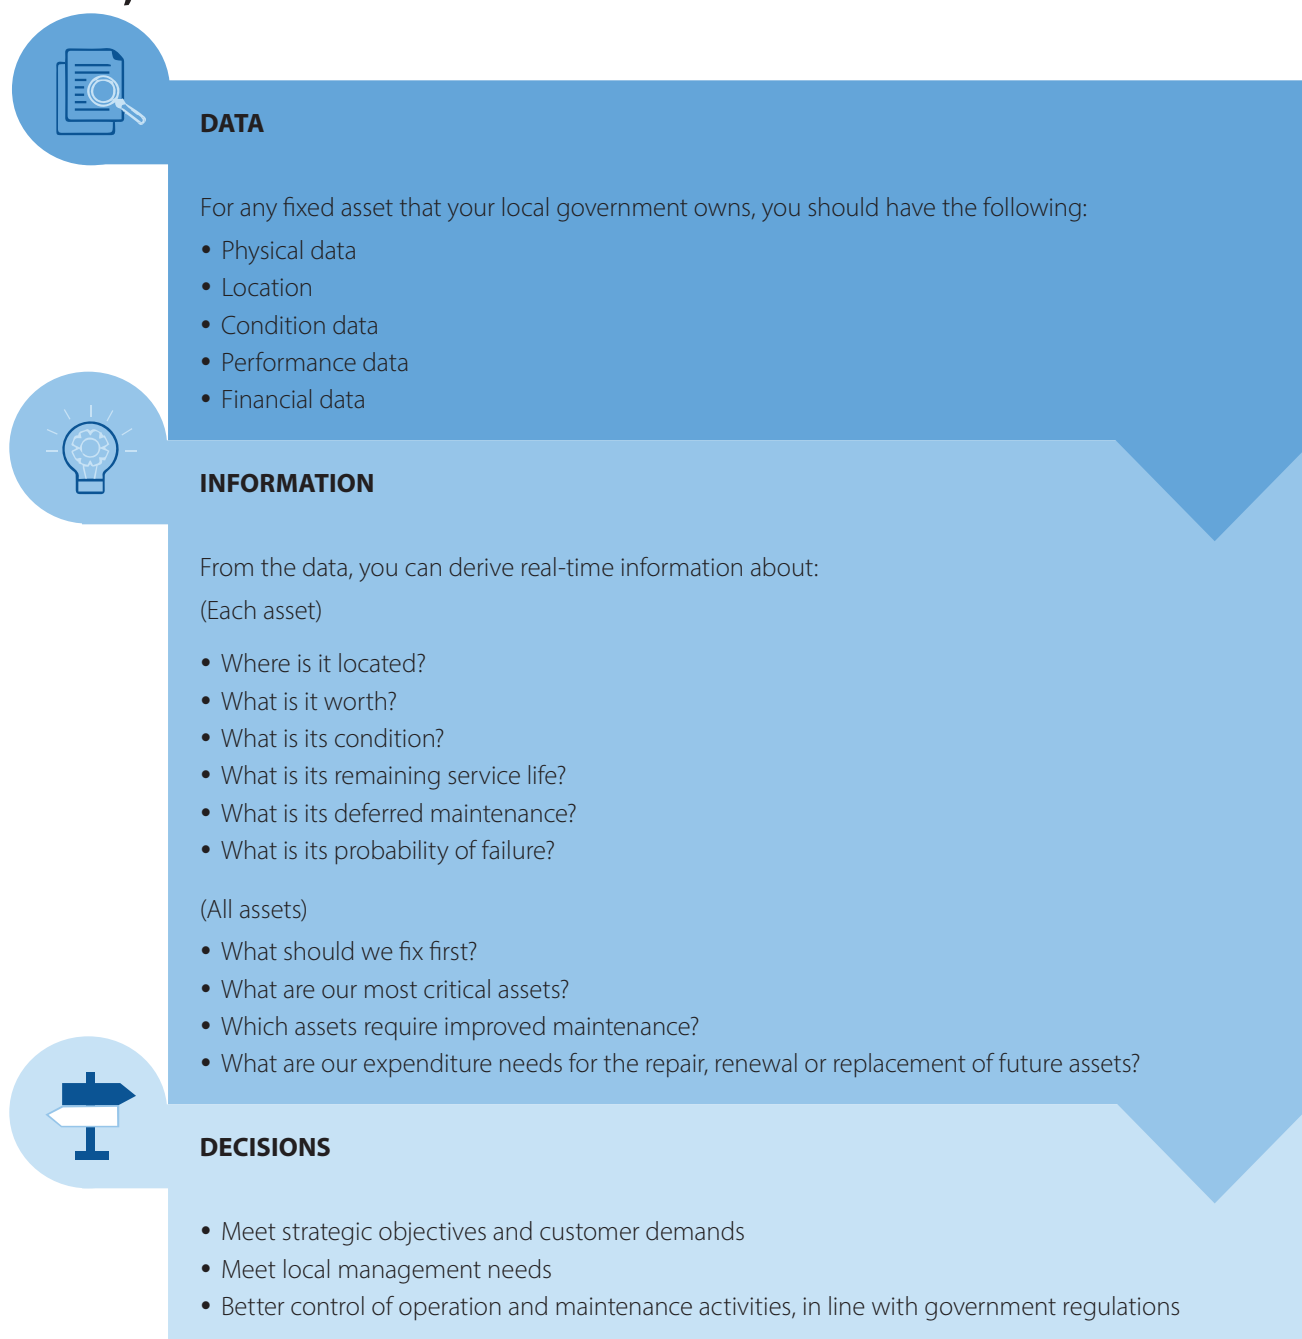 DATA
For any fixed asset that your local government owns, you should have the following:
• Physical data
• Location
• Condition data
• Performance data
• Financial data
INFORMATION
From the data, you can derive real-time information about:
(Each asset)
• Where is it located?
• What is it worth?
• What is its condition?
• What is its remaining service life?
• What is its deferred maintenance?
• What is its probability of failure?
(All assets)
• What should we fix first?
• What are our most critical assets?
• Which assets require improved maintenance?
• What are our expenditure needs for the repair, renewal or replacement of future assets?
DECISIONS
• Meet strategic objectives and customer demands
• Meet local management needs
• Better control of operation and maintenance activities, in line with government regulations